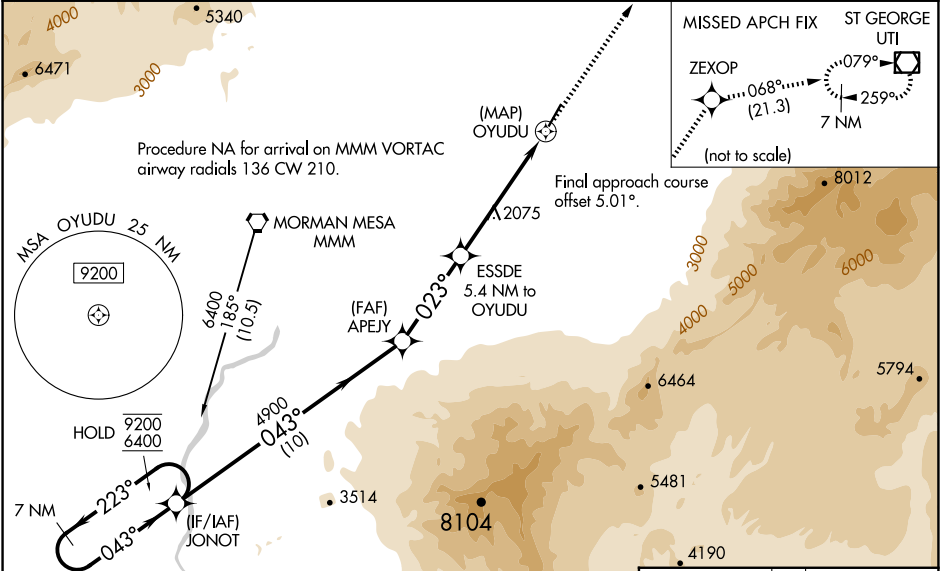 4000
5340
6471
3000
Procedure NA for arrival on MMM VORTAC
airway radials 136 CW 210.
MSA OYUDU 25 NM
9200
MORMAN MESA
MMM
6400
185°
(10.5)
(MAP)
OYUDU
Final approach course
offset 5.01°.
2075
ESSDE
5.4 NM to
OYUDU
023°
(FAF)
APEJY
4900
043°
(10)
HOLD
9200
6400
7 NM
223°
043°
(IF/IAF)
JONOT
3514
8104
6464
5481
4190
5794
3000
4000
5000
6000
8012
MISSED APCH FIX
ST GEORGE
UTI
ZEXOP
068°
(21.3)
079°
259°
7 NM
(not to scale)